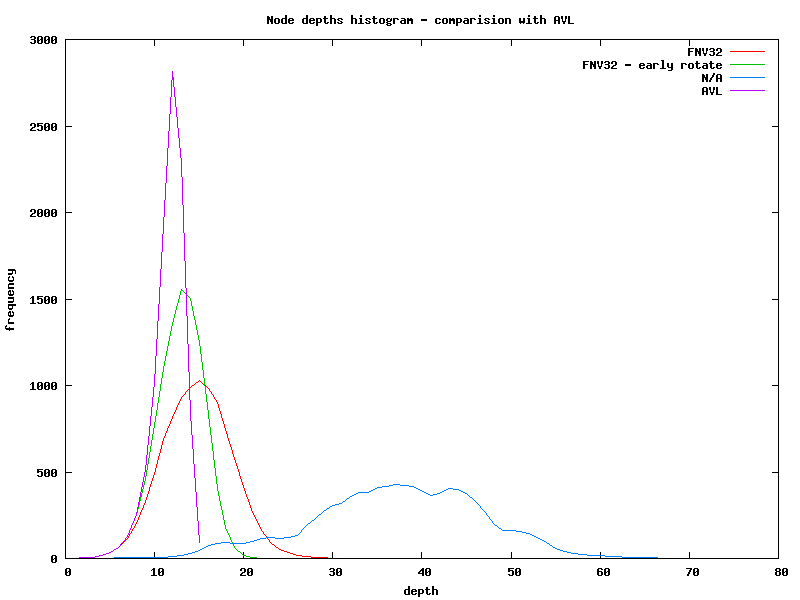 Node depths histogram - comparision with AVL
3000
2500
2000
1500
1000
500
0
frequency
FNV32
FNV32 - early rotate
N/A
AVL
0 10 20 30 40 50 60 70 80
depth